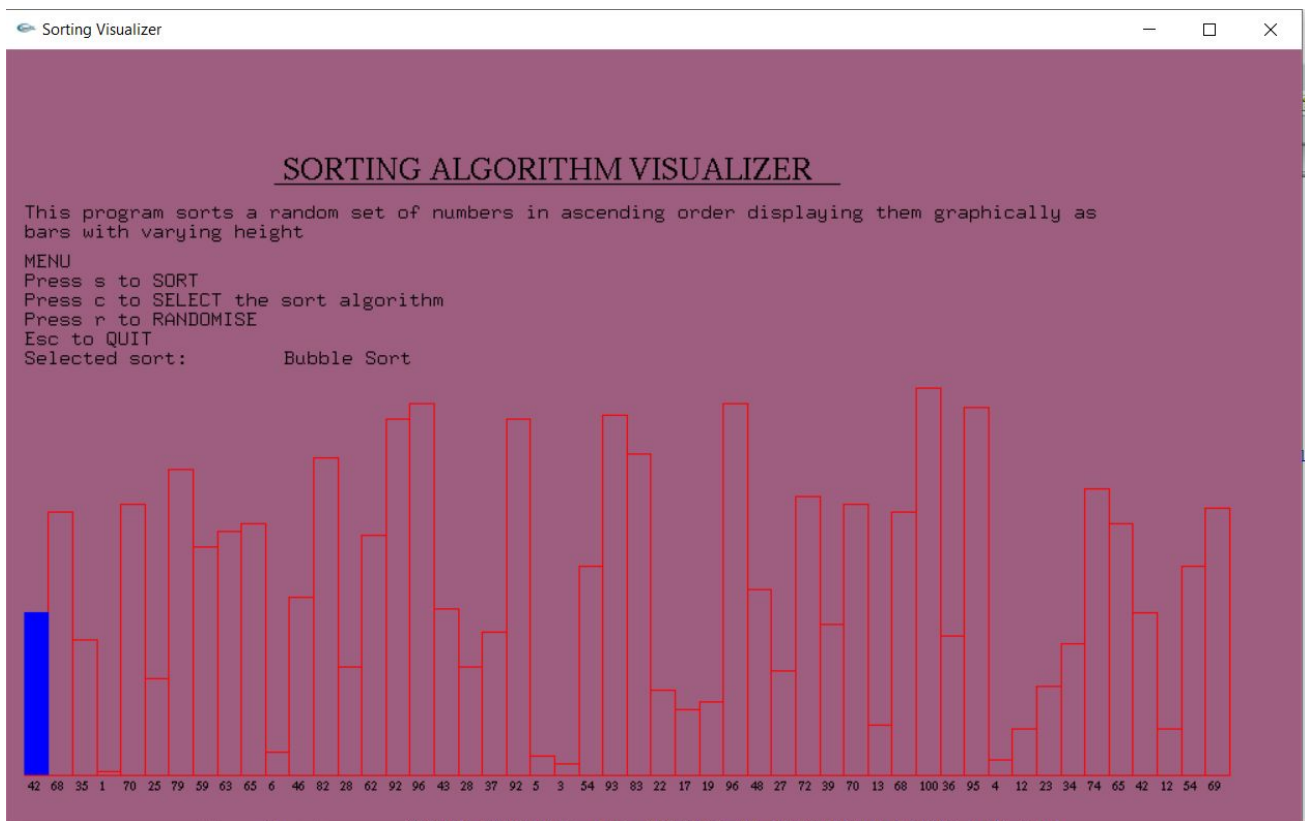 Sorting Visualizer
SORTING ALGORITHM VISUALIZER
This program sorts a random set of numbers in ascending order displaying them graphically as
bars with varying height
MENU
Press s to SORT
Press c to SELECT the sort algorithm
Press r to RANDOMISE
Esc to QUIT
Selected sort: Bubble Sort
42 68 35 1 70 25 79 59 63 65 6 46 82 28 62 92 96 43 28 37 92 5 3 54 93 83 22 17 19 96 48 27 72 39 70 13 68 100 36 95 4 12 23 34 74 65 42 12 54 69